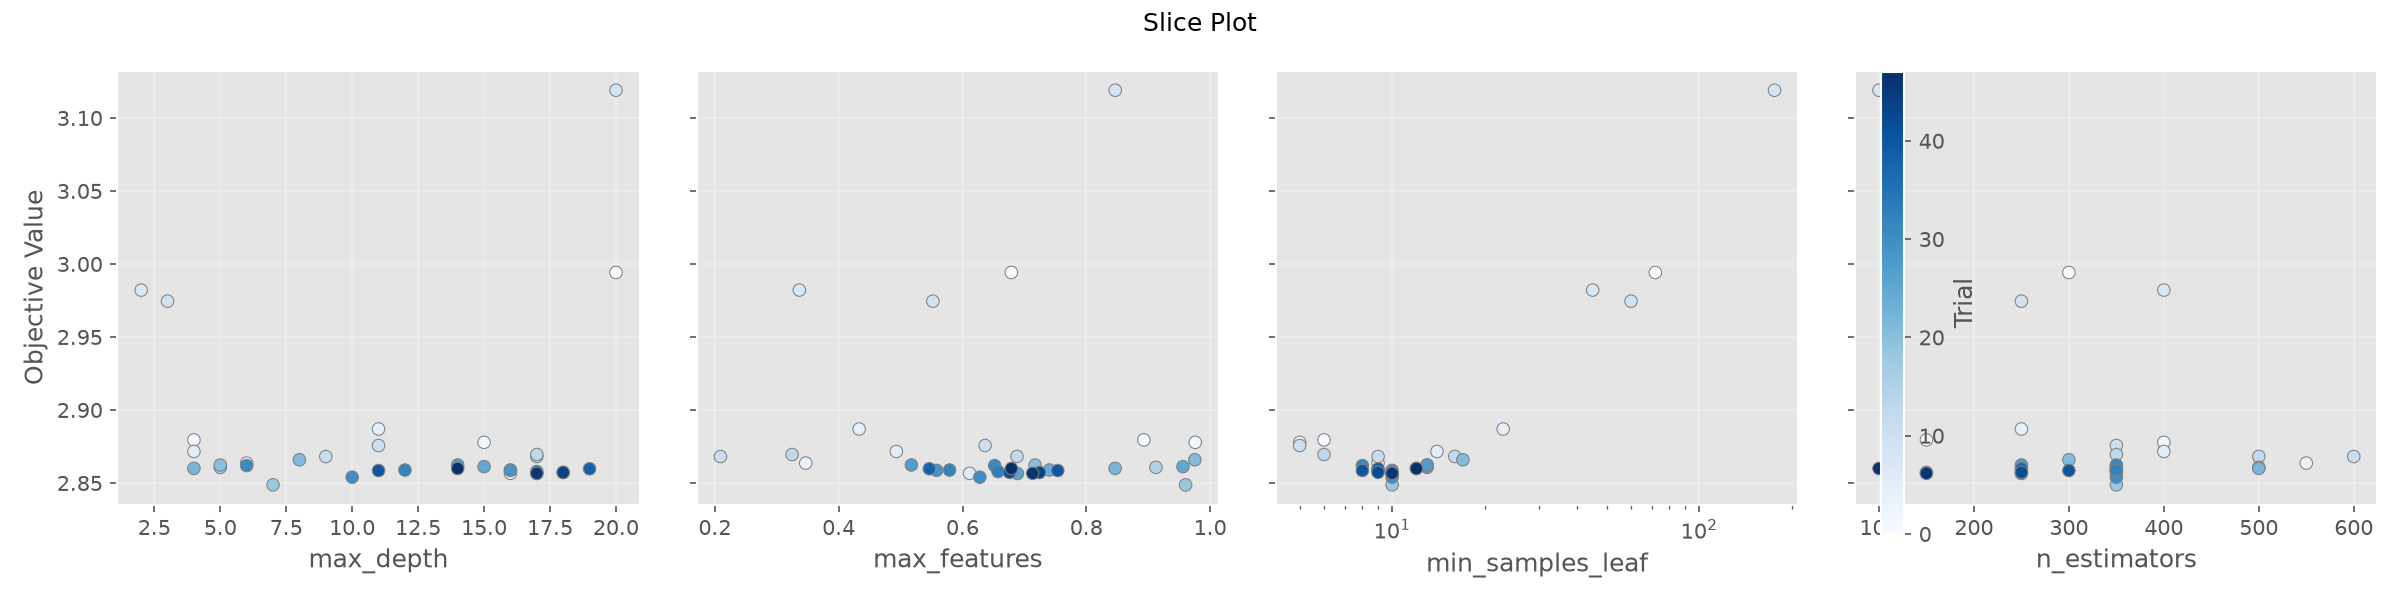 Slice Plot
Objective Value
3.10
3.05
3.00
2.95
2.90
2.85
2.5 5.0 7.5 10.0 12.5 15.0 17.5 20.0
max_depth
0.2 0.4 0.6 0.8 1.0
max_features
10¹ 10²
min_samples_leaf
10 200 300 400 500 600
n_estimators
40
30
20
10
0
Trial